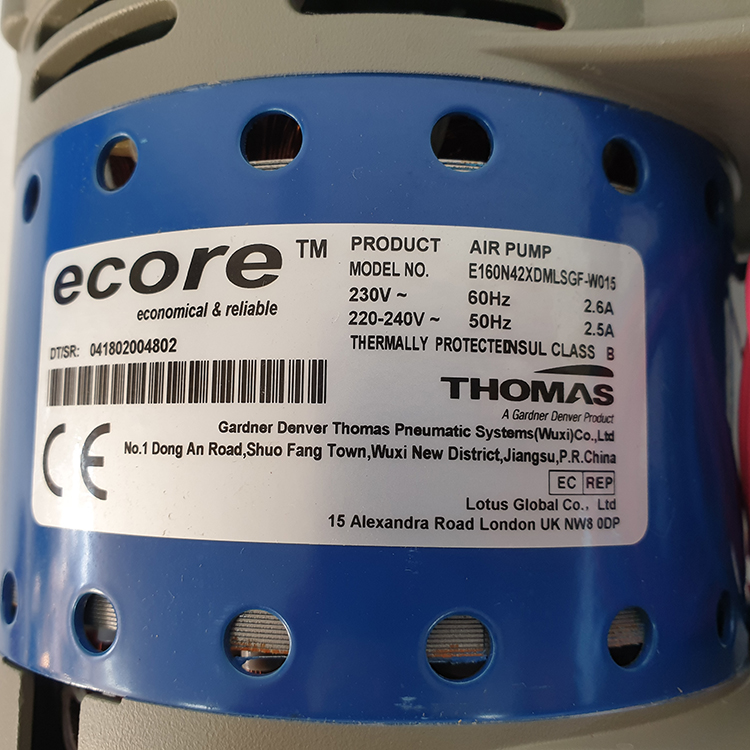 ecore ™
economical & reliable
PRODUCT AIR PUMP
MODEL NO. E160N42XDMLSGF-W015
230V ~ 60Hz 2.6A
220-240V ~ 50Hz 2.5A
THERMALLY PROTECTEDINSUL CLASS B
DT/SR: 041802004802
THOMAS
A Gardner Denver Product
CE
Gardner Denver Thomas Pneumatic Systems(Wuxi)Co.,Ltd
No.1 Dong An Road,Shuo Fang Town,Wuxi New District,Jiangsu,P.R.China
EC REP
Lotus Global Co., Ltd
15 Alexandra Road London UK NW8 0DP